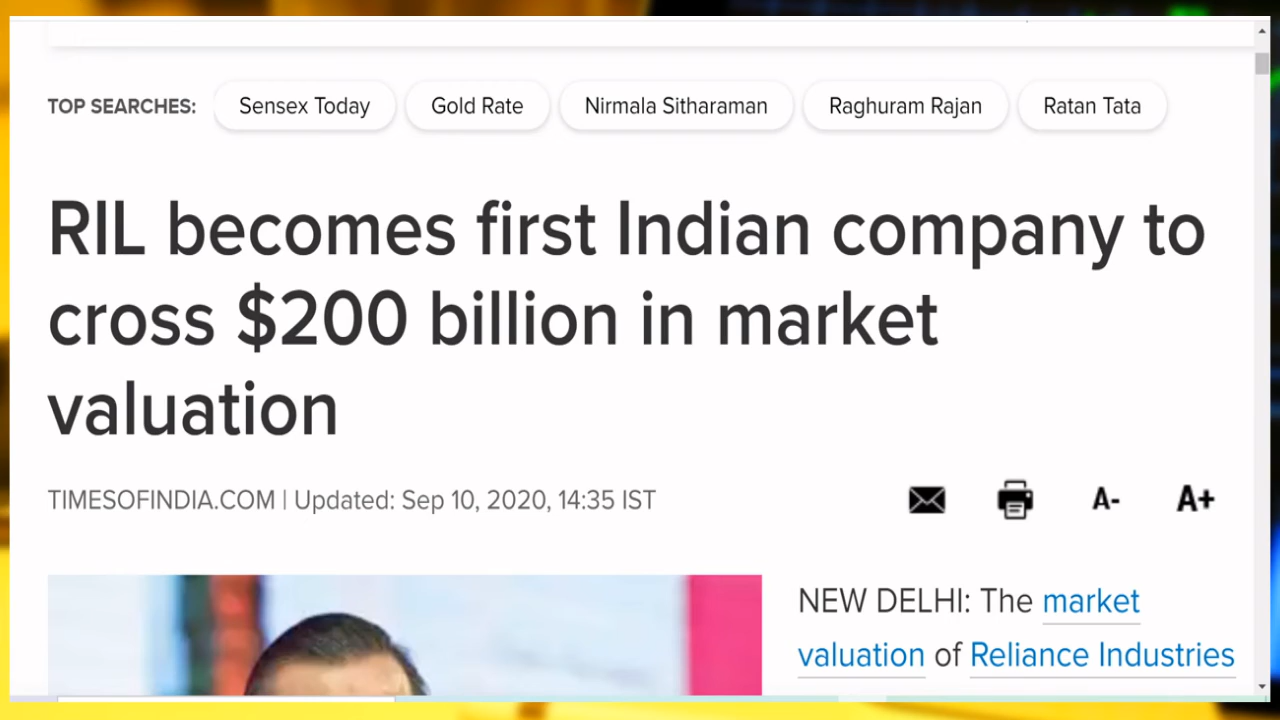 TOP SEARCHES: Sensex Today Gold Rate Nirmala Sitharaman Raghuram Rajan Ratan Tata
RIL becomes first Indian company to
cross $200 billion in market
valuation
TIMESOFINDIA.COM | Updated: Sep 10, 2020, 14:35 IST A- A+
NEW DELHI: The market
valuation of Reliance Industries